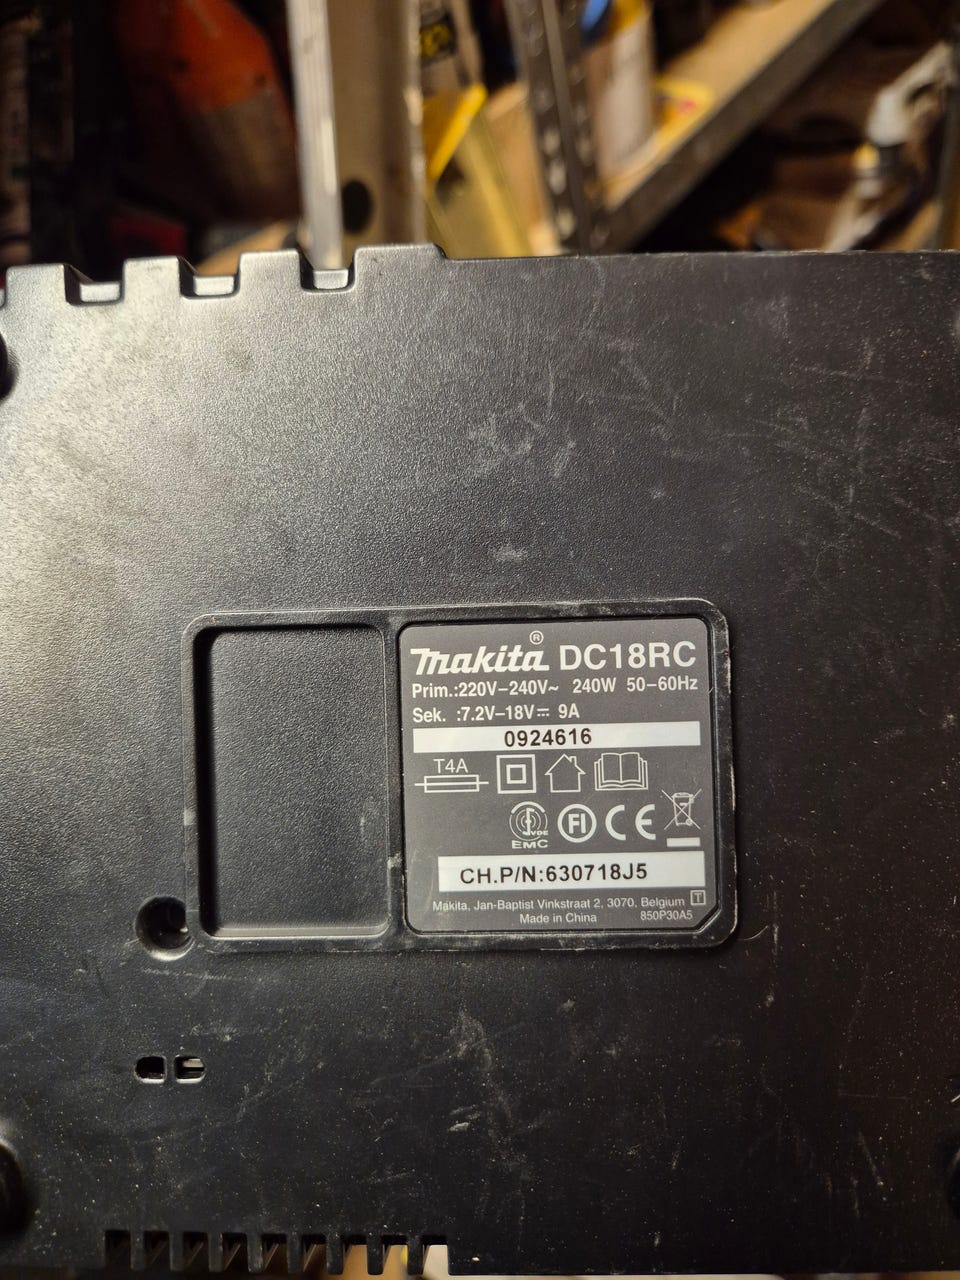 makita® DC18RC
Prim.:220V–240V~ 240W 50–60Hz
Sek. :7.2V–18V⎓ 9A
0924616
T4A
VDE
EMC
FI
CE
CH.P/N:630718J5
Makita, Jan-Baptist Vinkstraat 2, 3070, Belgium T
Made in China 850P30A5